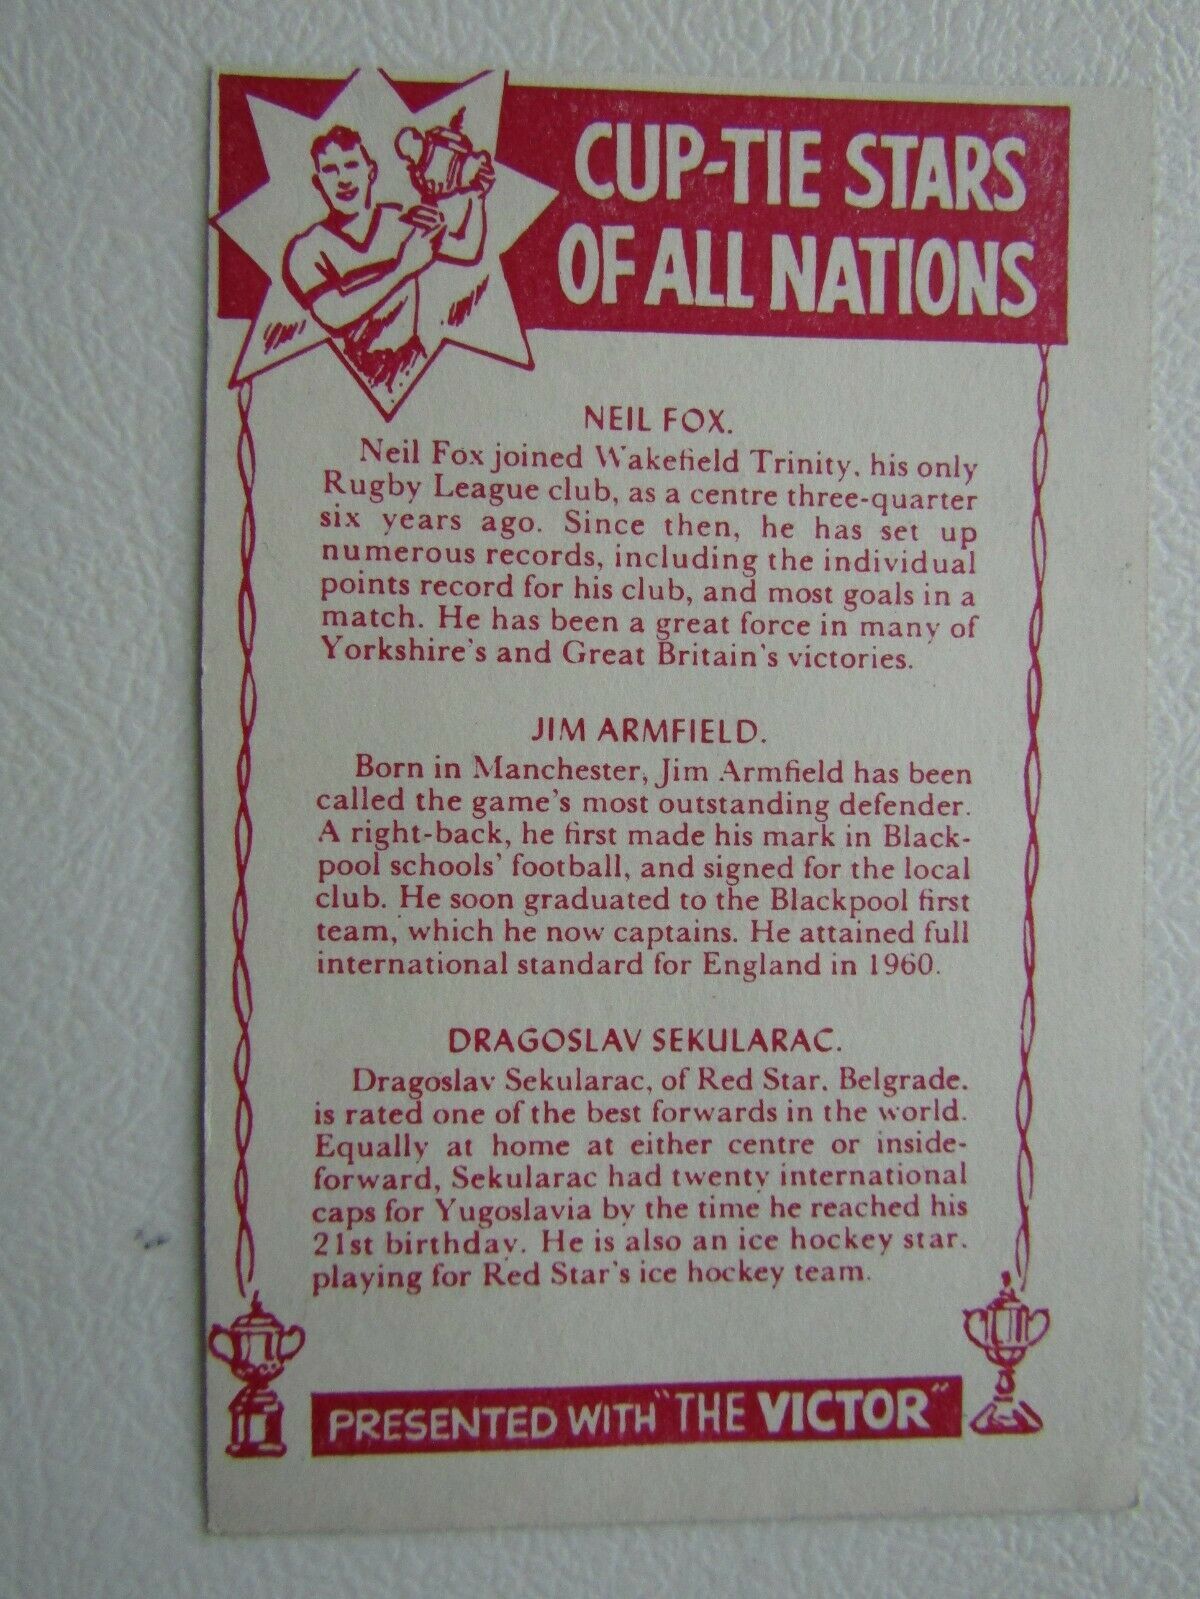 CUP-TIE STARS
OF ALL NATIONS
NEIL FOX.
Neil Fox joined Wakefield Trinity, his only
Rugby League club, as a centre three-quarter
six years ago. Since then, he has set up
numerous records, including the individual
points record for his club, and most goals in a
match. He has been a great force in many of
Yorkshire's and Great Britain's victories.
JIM ARMFIELD.
Born in Manchester, Jim Armfield has been
called the game's most outstanding defender.
A right-back, he first made his mark in Black-
pool schools' football, and signed for the local
club. He soon graduated to the Blackpool first
team, which he now captains. He attained full
international standard for England in 1960.
DRAGOSLAV SEKULARAC.
Dragoslav Sekularac, of Red Star, Belgrade,
is rated one of the best forwards in the world.
Equally at home at either centre or inside-
forward, Sekularac had twenty international
caps for Yugoslavia by the time he reached his
21st birthday. He is also an ice hockey star,
playing for Red Star's ice hockey team.
PRESENTED WITH "THE VICTOR"